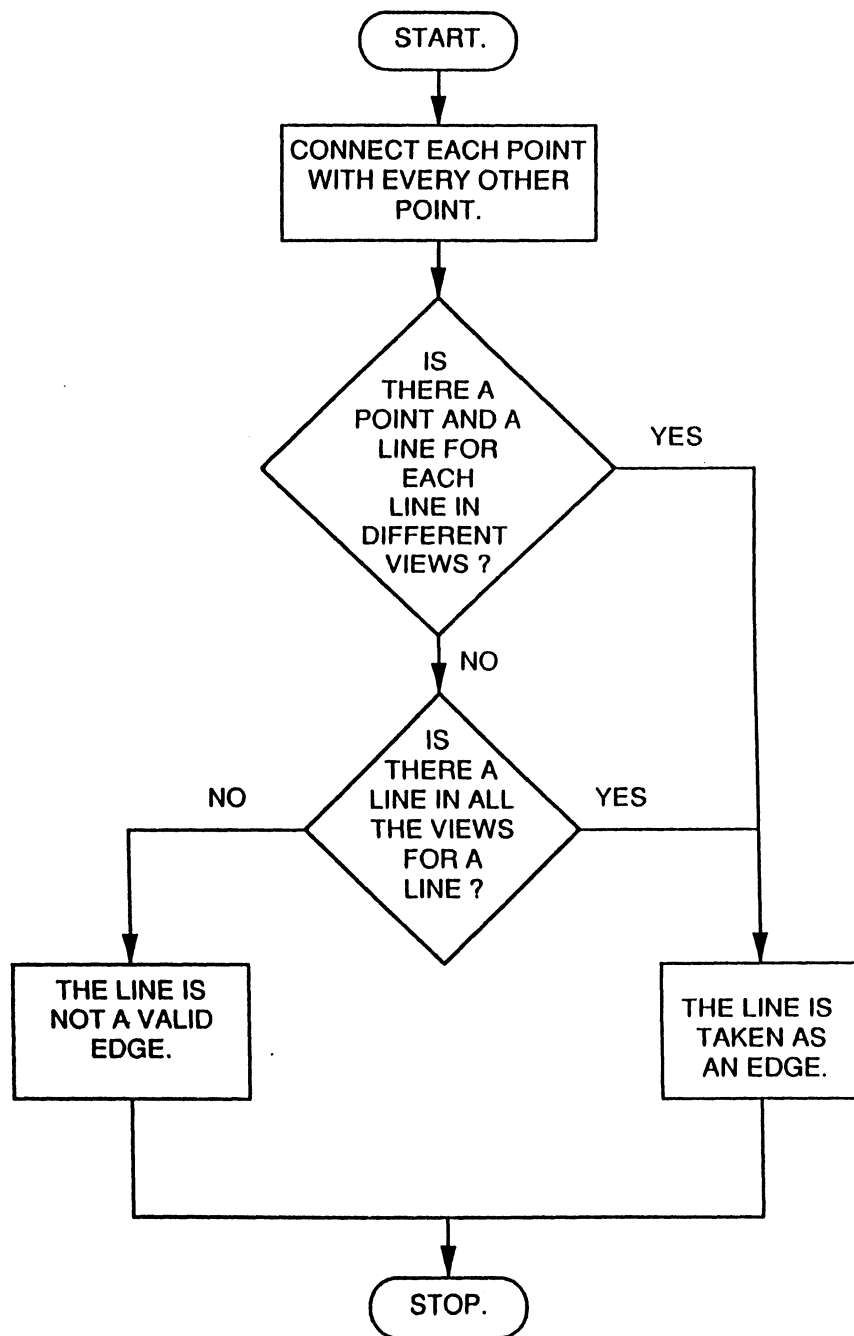 START.
CONNECT EACH POINT
WITH EVERY OTHER
POINT.
IS
THERE A
POINT AND A
LINE FOR
EACH
LINE IN
DIFFERENT
VIEWS ?
YES
NO
IS
THERE A
LINE IN ALL
THE VIEWS
FOR A
LINE ?
NO
YES
THE LINE IS
NOT A VALID
EDGE.
THE LINE IS
TAKEN AS
AN EDGE.
STOP.